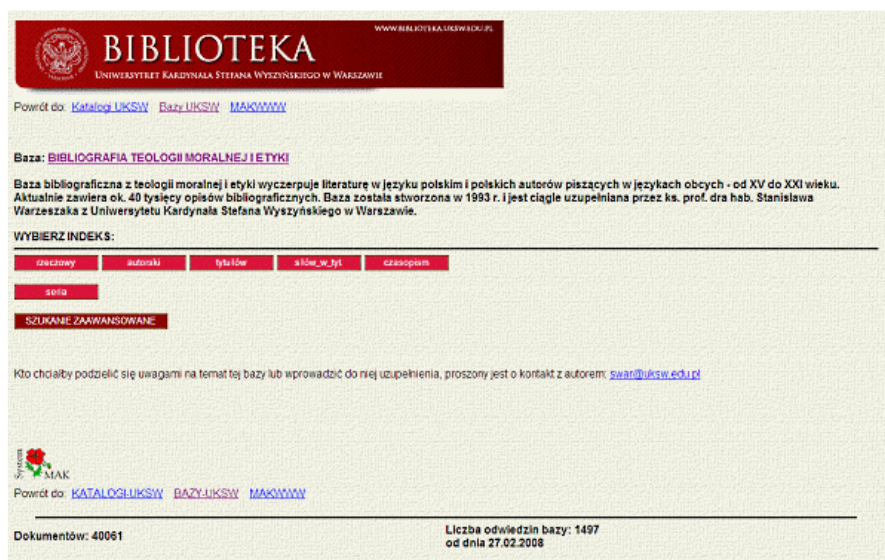 WWW.BIBLIOTEKA.UKSW.EDU.PL
BIBLIOTEKA
UNIWERSYTRET KARDYNAŁA STEFANA WYSZYŃSKIEGO W WARSZAWIE
Powrót do: Katalogi UKSW Bazy UKSW MAKWWW
Baza: BIBLIOGRAFIA TEOLOGII MORALNEJ I ETYKI
Baza bibliograficzna z teologii moralnej i etyki wyczerpuje literaturę w języku polskim i polskich autorów piszących w językach obcych - od XV do XXI wieku.
Aktualnie zawiera ok. 40 tysięcy opisów bibliograficznych. Baza została stworzona w 1993 r. i jest ciągle uzupełniana przez ks. prof. dra hab. Stanisława
Warzeszaka z Uniwersytetu Kardynała Stefana Wyszyńskiego w Warszawie.
WYBIERZ INDEKS:
rzeczowy autorski tytułów słów_w_tyt. czasopism
seria
SZUKANIE ZAAWANSOWANE
Kto chciałby podzielić się uwagami na temat tej bazy lub wprowadzić do niej uzupełnienia, proszony jest o kontakt z autorem: swar@uksw.edu.pl
System
MAK
Powrót do: KATALOGI-UKSW BAZY-UKSW MAKWWW
Dokumentów: 40061
Liczba odwiedzin bazy: 1497
od dnia 27.02.2008